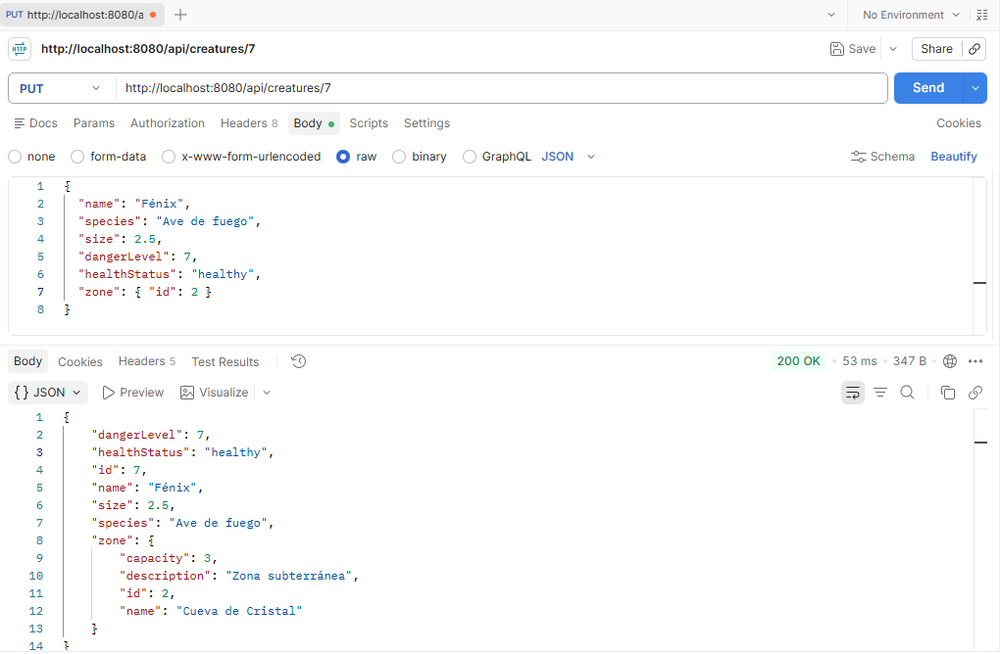 PUT http://localhost:8080/a
No Environment
HTTP http://localhost:8080/api/creatures/7 Save Share
PUT http://localhost:8080/api/creatures/7 Send
Docs Params Authorization Headers 8 Body Scripts Settings Cookies
none form-data x-www-form-urlencoded raw binary GraphQL JSON Schema Beautify
1 {
2 "name": "Fénix",
3 "species": "Ave de fuego",
4 "size": 2.5,
5 "dangerLevel": 7,
6 "healthStatus": "healthy",
7 "zone": { "id": 2 }
8 }
Body Cookies Headers 5 Test Results 200 OK • 53 ms • 347 B
{} JSON Preview Visualize
1 {
2 "dangerLevel": 7,
3 "healthStatus": "healthy",
4 "id": 7,
5 "name": "Fénix",
6 "size": 2.5,
7 "species": "Ave de fuego",
8 "zone": {
9 "capacity": 3,
10 "description": "Zona subterránea",
11 "id": 2,
12 "name": "Cueva de Cristal"
13 }
14 }